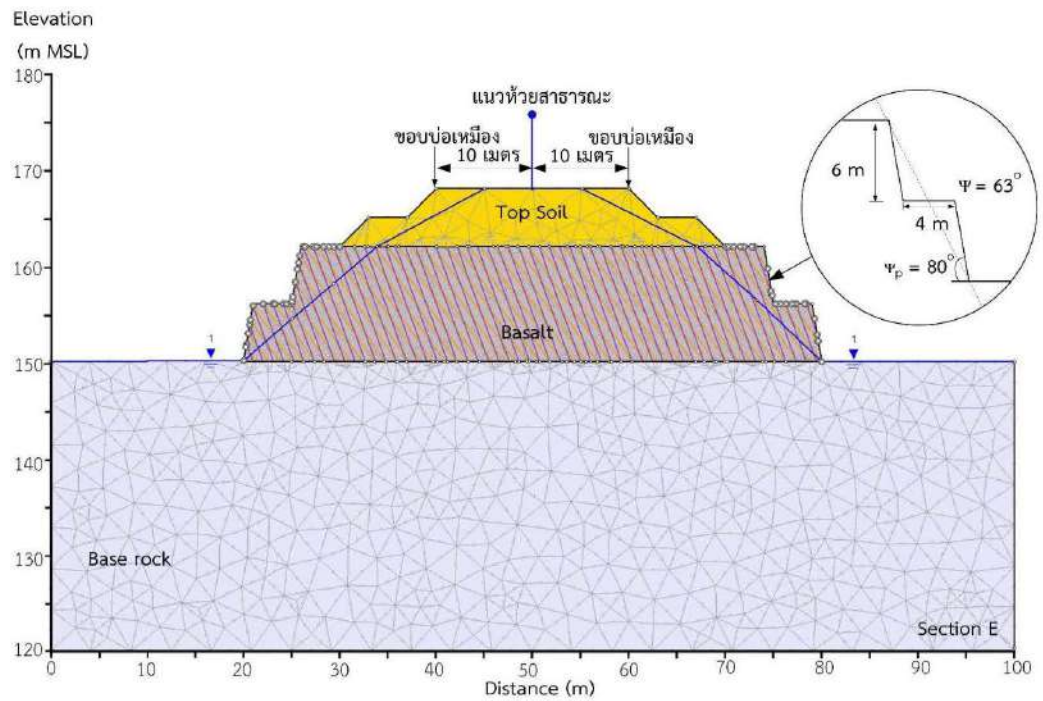 Elevation
(m MSL)
180
170
160
150
140
130
120
แนวห้วยสาธารณะ
ขอบบ่อเหมือง
ขอบบ่อเหมือง
10 เมตร
10 เมตร
Top Soil
Basalt
6 m
4 m
Ψ = 63°
Ψp = 80°
1
1
Base rock
Section E
0
10
20
30
40
50
60
70
80
90
100
Distance (m)